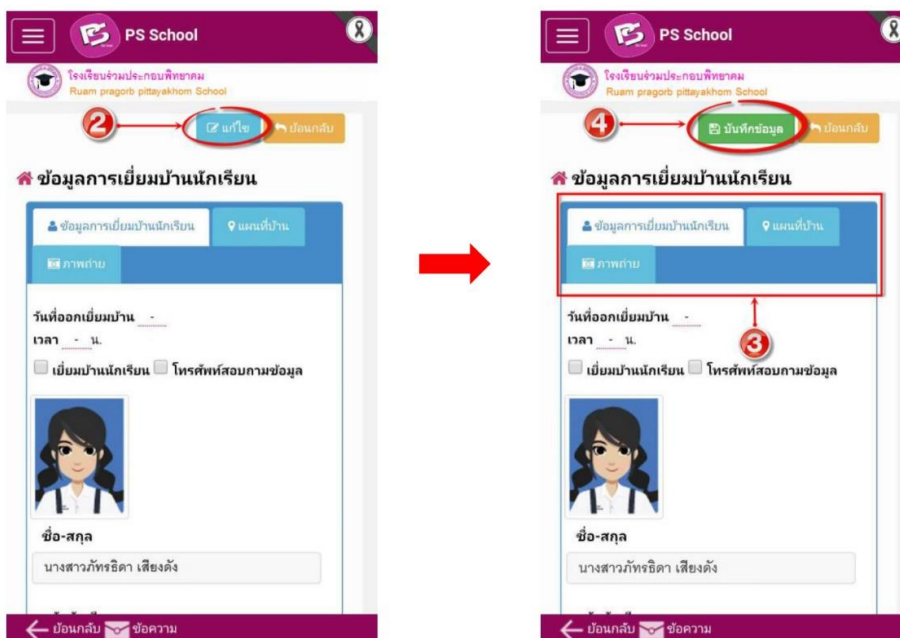 PS School
โรงเรียนร่วมประกอบพิทยาคม
Ruam pragorb pittayakhom School
2
แก้ไข
ย้อนกลับ
ข้อมูลการเยี่ยมบ้านนักเรียน
ข้อมูลการเยี่ยมบ้านนักเรียน
แผนที่บ้าน
ภาพถ่าย
วันที่ออกเยี่ยมบ้าน -
เวลา - น.
เยี่ยมบ้านนักเรียน โทรศัพท์สอบถามข้อมูล
ชื่อ-สกุล
นางสาวภัทรธิดา เสียงดัง
ย้อนกลับ ข้อความ
PS School
โรงเรียนร่วมประกอบพิทยาคม
Ruam pragorb pittayakhom School
4
บันทึกข้อมูล
ย้อนกลับ
ข้อมูลการเยี่ยมบ้านนักเรียน
ข้อมูลการเยี่ยมบ้านนักเรียน
แผนที่บ้าน
ภาพถ่าย
วันที่ออกเยี่ยมบ้าน -
เวลา - น.
3
เยี่ยมบ้านนักเรียน โทรศัพท์สอบถามข้อมูล
ชื่อ-สกุล
นางสาวภัทรธิดา เสียงดัง
ย้อนกลับ ข้อความ